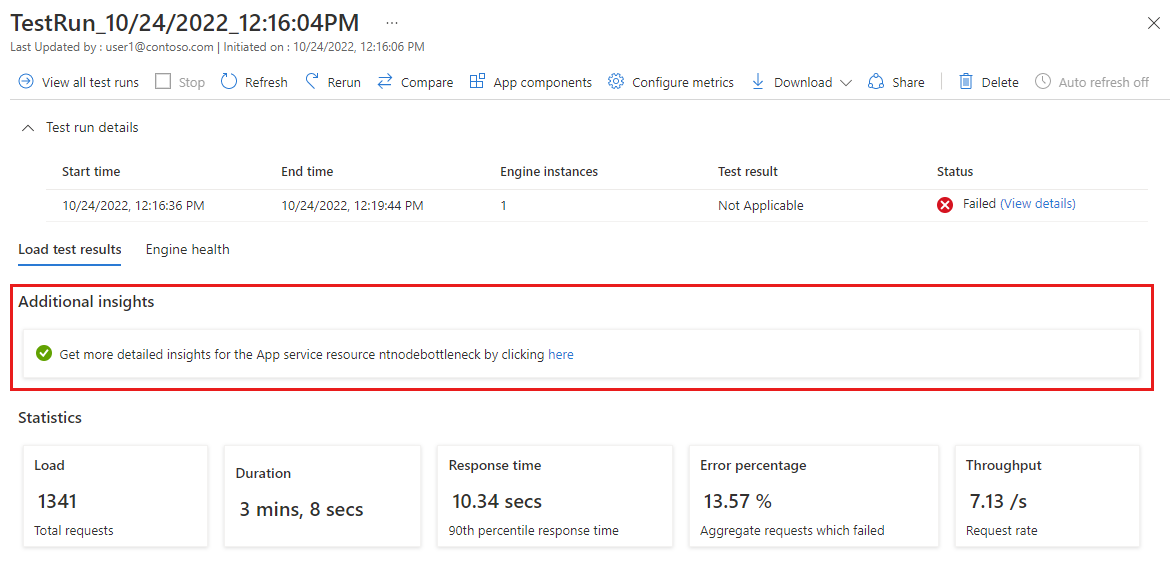 TestRun_10/24/2022_12:16:04PM ...
Last Updated by : user1@contoso.com | Initiated on : 10/24/2022, 12:16:06 PM
View all test runs Stop Refresh Rerun Compare App components Configure metrics Download Share Delete Auto refresh off
Test run details
Start time End time Engine instances Test result Status
10/24/2022, 12:16:36 PM 10/24/2022, 12:19:44 PM 1 Not Applicable Failed (View details)
Load test results Engine health
Additional insights
Get more detailed insights for the App service resource ntnodebottleneck by clicking here
Statistics
Load
1341
Total requests
Duration
3 mins, 8 secs
Response time
10.34 secs
90th percentile response time
Error percentage
13.57 %
Aggregate requests which failed
Throughput
7.13 /s
Request rate